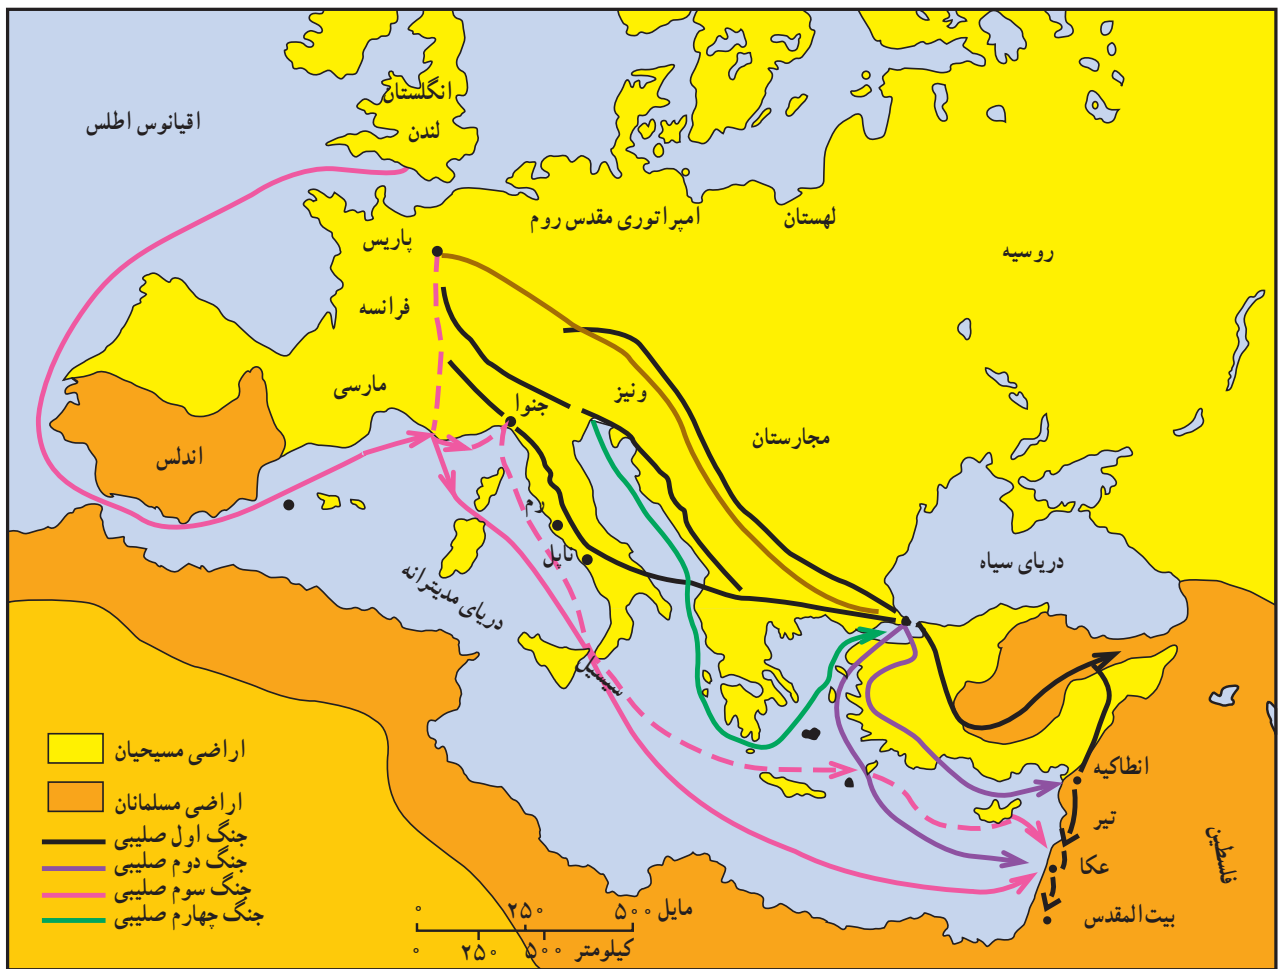 انگلستان
لندن
اقیانوس اطلس
امپراتوری مقدس روم
لهستان
روسیه
پاریس
فرانسه
مارسی
جنوا
ونیز
مجارستان
اندلس
رم
ناپل
دریای سیاه
دریای مدیترانه
سیسیل
انطاکیه
تیر
عکا
فلسطین
بیت‌المقدس
اراضی مسیحیان
اراضی مسلمانان
جنگ اول صلیبی
جنگ دوم صلیبی
جنگ سوم صلیبی
جنگ چهارم صلیبی
۰ ۲۵۰ ۵۰۰ مایل
۰ ۲۵۰ ۵۰۰ کیلومتر